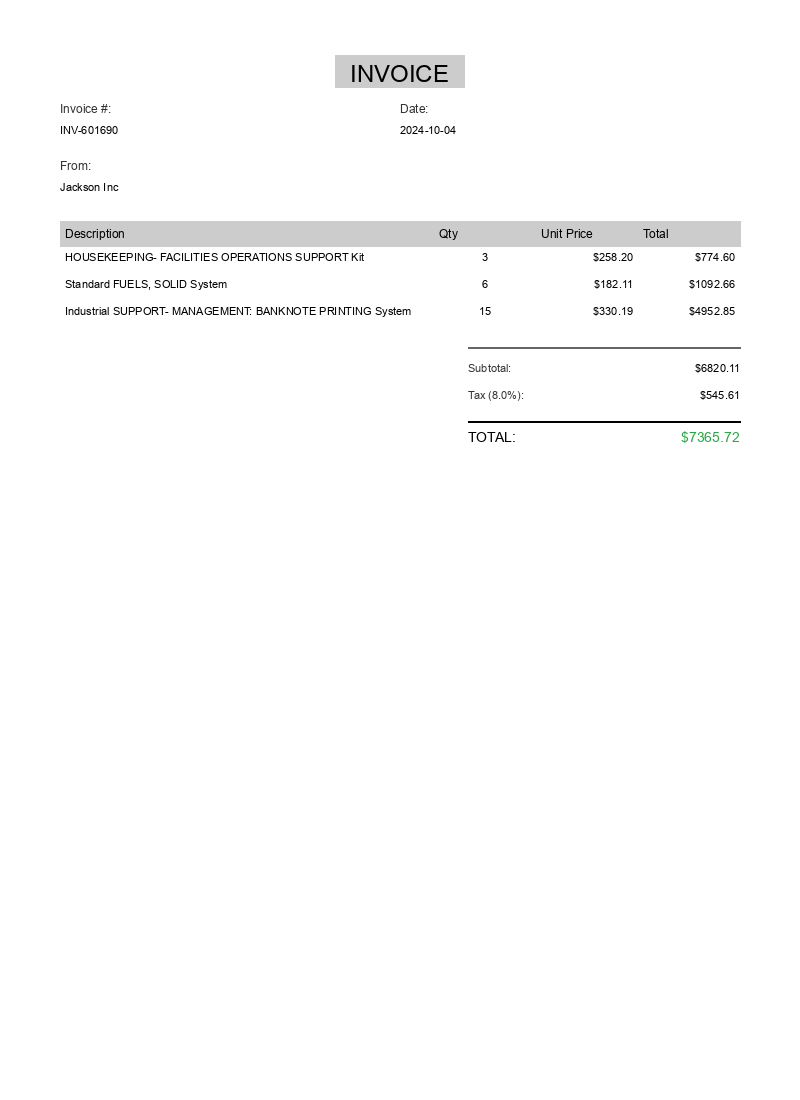 INVOICE
Invoice #: Date:
INV-601690 2024-10-04
From:
Jackson Inc
Description Qty Unit Price Total
HOUSEKEEPING- FACILITIES OPERATIONS SUPPORT Kit 3 $258.20 $774.60
Standard FUELS, SOLID System 6 $182.11 $1092.66
Industrial SUPPORT- MANAGEMENT: BANKNOTE PRINTING System 15 $330.19 $4952.85
Subtotal: $6820.11
Tax (8.0%): $545.61
TOTAL: $7365.72